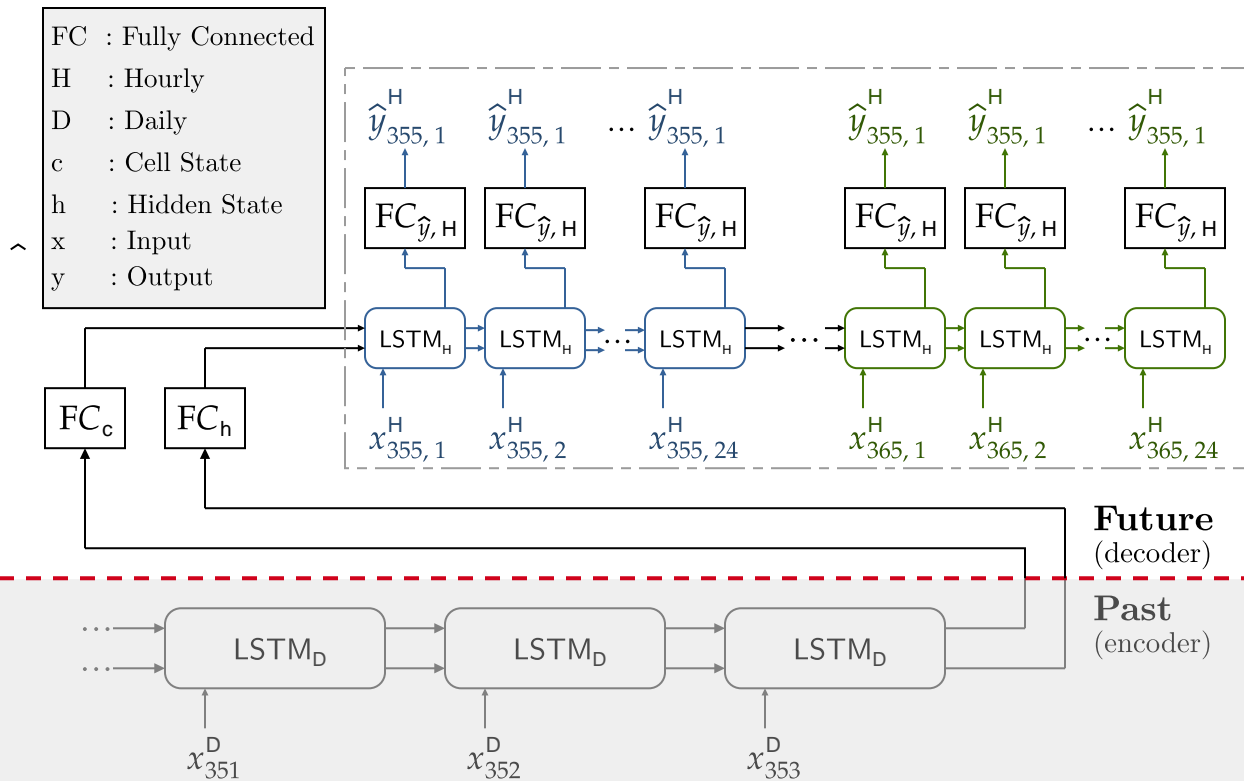 FC : Fully Connected
H : Hourly
D : Daily
c : Cell State
h : Hidden State
x : Input
y : Output
^
ŷ^H_355, 1 ŷ^H_355, 1 ... ŷ^H_355, 1 ŷ^H_355, 1 ŷ^H_355, 1 ... ŷ^H_355, 1
FC_ŷ, H FC_ŷ, H FC_ŷ, H FC_ŷ, H FC_ŷ, H FC_ŷ, H
LSTM_H LSTM_H ... LSTM_H ... LSTM_H LSTM_H ... LSTM_H
x^H_355, 1 x^H_355, 2 x^H_355, 24 x^H_365, 1 x^H_365, 2 x^H_365, 24
FC_c FC_h
Future
(decoder)
Past
(encoder)
...
...
LSTM_D LSTM_D LSTM_D
x^D_351 x^D_352 x^D_353